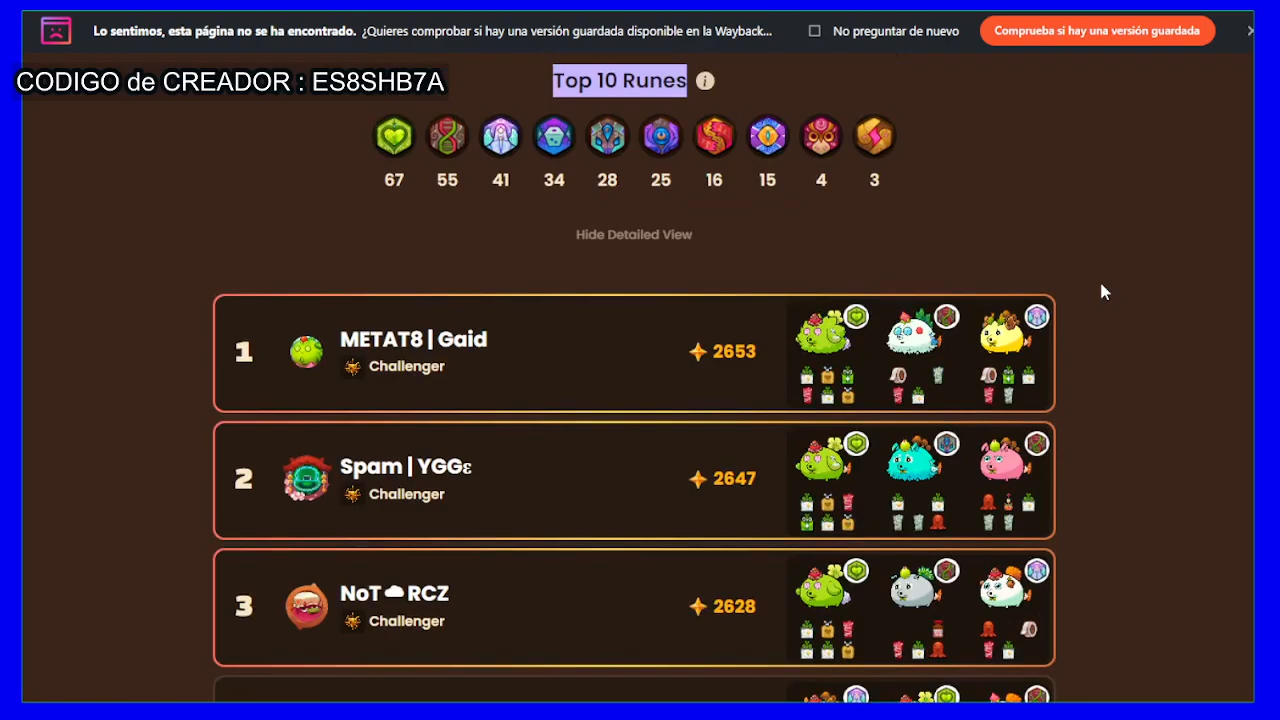 Lo sentimos, esta página no se ha encontrado. ¿Quieres comprobar si hay una versión guardada disponible en la Wayback...
No preguntar de nuevo
Comprueba si hay una versión guardada
CODIGO de CREADOR : ES8SHB7A
Top 10 Runes
67 55 41 34 28 25 16 15 4 3
Hide Detailed View
1
METAT8 | Gaid
Challenger
2653
2
Spam | YGGε
Challenger
2647
3
NoT☁RCZ
Challenger
2628